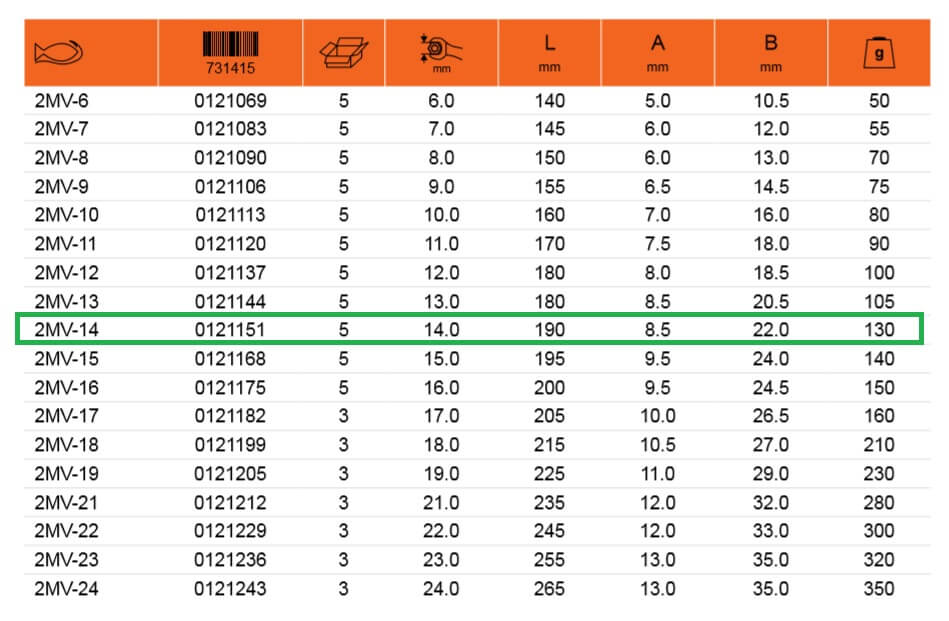 731415 mm L mm A mm B mm g
2MV-6 0121069 5 6.0 140 5.0 10.5 50
2MV-7 0121083 5 7.0 145 6.0 12.0 55
2MV-8 0121090 5 8.0 150 6.0 13.0 70
2MV-9 0121106 5 9.0 155 6.5 14.5 75
2MV-10 0121113 5 10.0 160 7.0 16.0 80
2MV-11 0121120 5 11.0 170 7.5 18.0 90
2MV-12 0121137 5 12.0 180 8.0 18.5 100
2MV-13 0121144 5 13.0 180 8.5 20.5 105
2MV-14 0121151 5 14.0 190 8.5 22.0 130
2MV-15 0121168 5 15.0 195 9.5 24.0 140
2MV-16 0121175 5 16.0 200 9.5 24.5 150
2MV-17 0121182 3 17.0 205 10.0 26.5 160
2MV-18 0121199 3 18.0 215 10.5 27.0 210
2MV-19 0121205 3 19.0 225 11.0 29.0 230
2MV-21 0121212 3 21.0 235 12.0 32.0 280
2MV-22 0121229 3 22.0 245 12.0 33.0 300
2MV-23 0121236 3 23.0 255 13.0 35.0 320
2MV-24 0121243 3 24.0 265 13.0 35.0 350